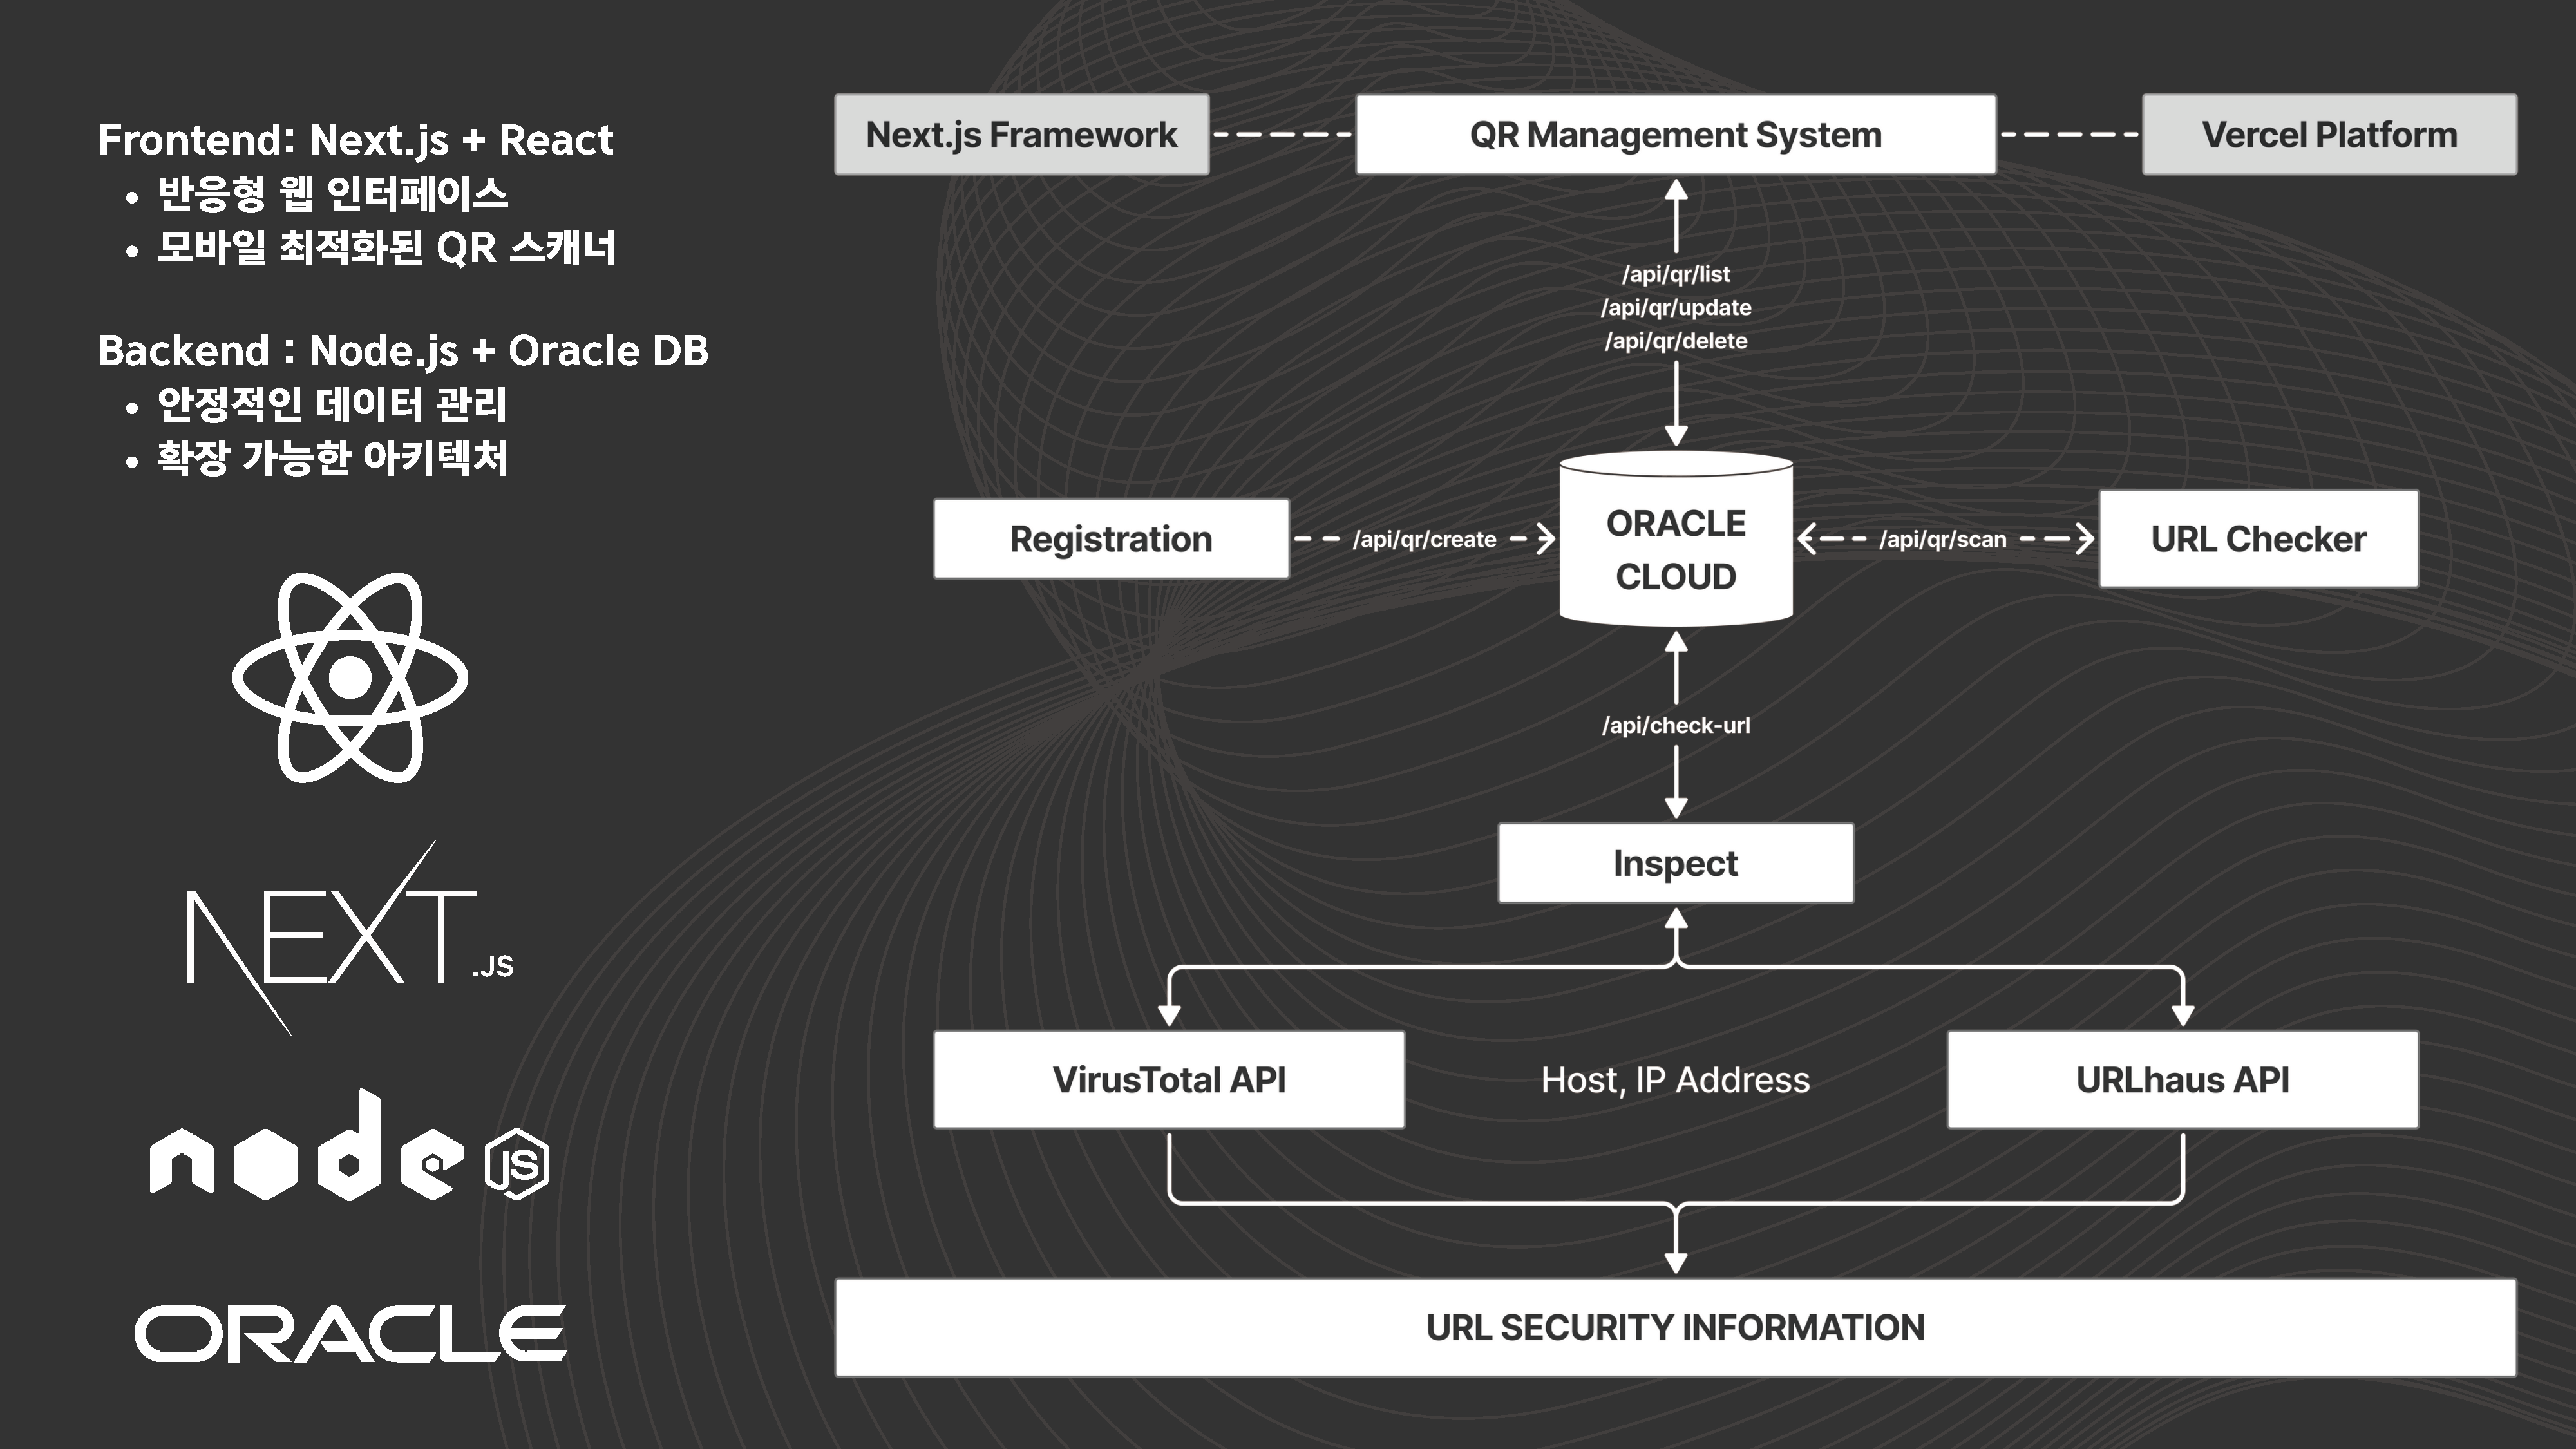 Frontend: Next.js + React
• 반응형 웹 인터페이스
• 모바일 최적화된 QR 스캐너
Backend : Node.js + Oracle DB
• 안정적인 데이터 관리
• 확장 가능한 아키텍처
NEXT.JS
node JS
ORACLE
Next.js Framework
QR Management System
Vercel Platform
/api/qr/list
/api/qr/update
/api/qr/delete
Registration
/api/qr/create
ORACLE
CLOUD
/api/qr/scan
URL Checker
/api/check-url
Inspect
VirusTotal API
Host, IP Address
URLhaus API
URL SECURITY INFORMATION